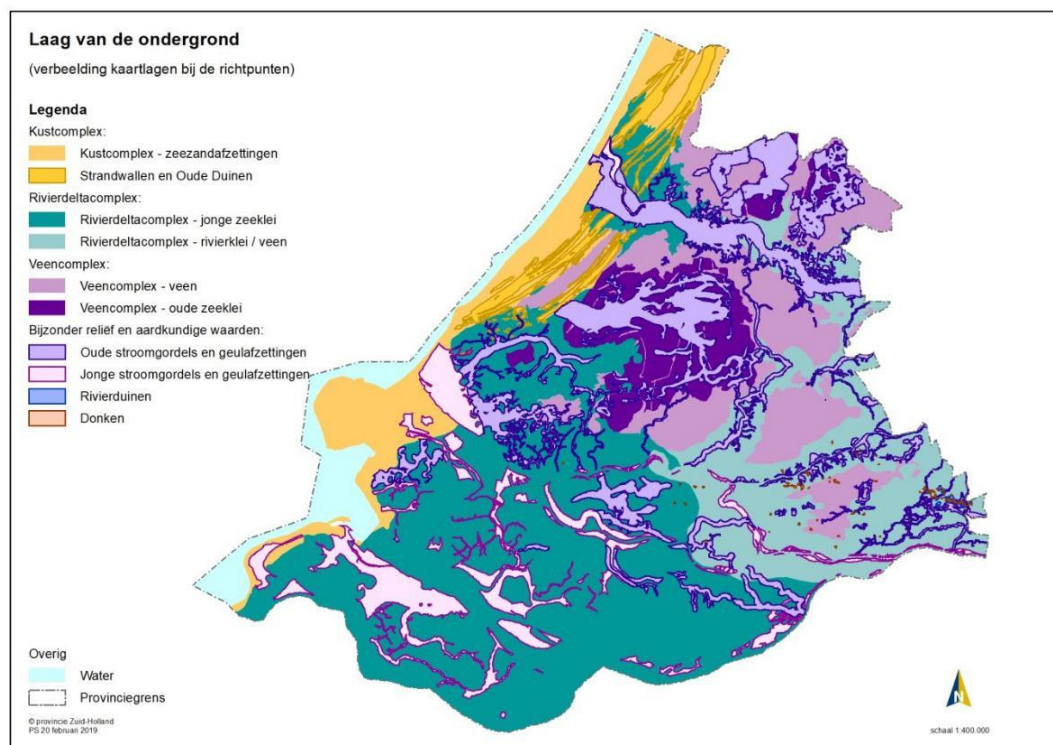 Laag van de ondergrond
(verbeelding kaartlagen bij de richtpunten)
Legenda
Kustcomplex:
Kustcomplex - zeezandafzettingen
Strandwallen en Oude Duinen
Rivierdeltacomplex:
Rivierdeltacomplex - jonge zeeklei
Rivierdeltacomplex - rivierklei / veen
Veencomplex:
Veencomplex - veen
Veencomplex - oude zeeklei
Bijzonder reliëf en aardkundige waarden:
Oude stroomgordels en geulafzettingen
Jonge stroomgordels en geulafzettingen
Rivierduinen
Donken
Overig
Water
Provinciegrens
© provincie Zuid-Holland
PS 20 februari 2019
N
schaal 1:400.000